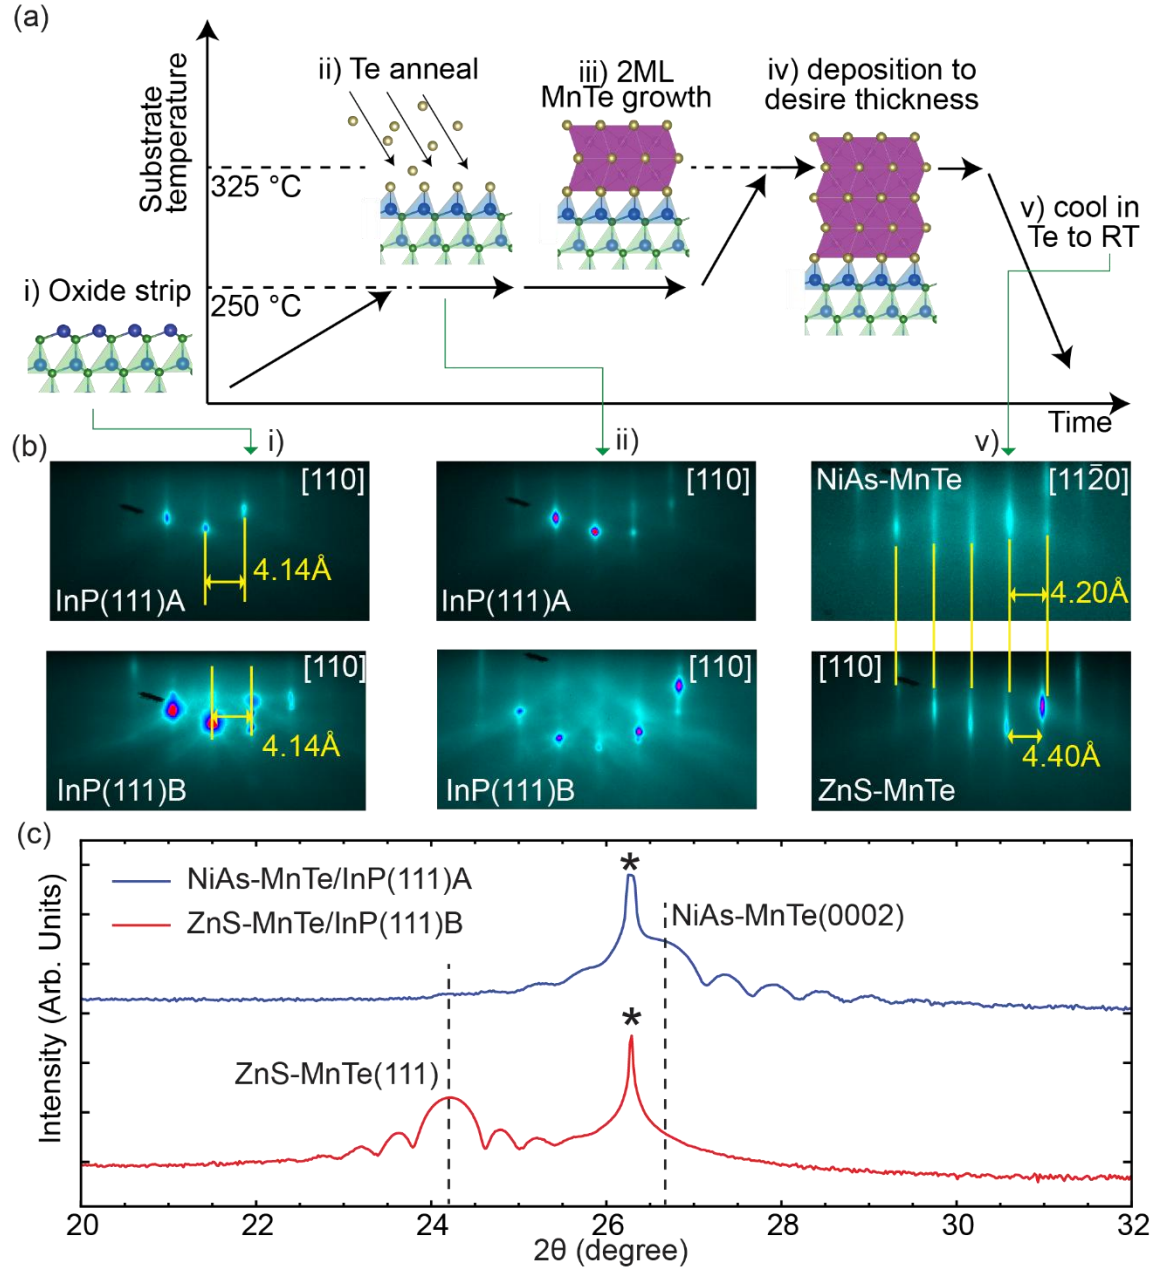 (a)
Substrate
temperature
ii) Te anneal
iii) 2ML
MnTe growth
iv) deposition to
desire thickness
325 °C
v) cool in
Te to RT
i) Oxide strip
250 °C
Time
(b)
i)
ii)
v)
[110]
4.14Å
InP(111)A
[110]
InP(111)A
NiAs-MnTe
[112̄0]
4.20Å
[110]
4.14Å
InP(111)B
[110]
InP(111)B
[110]
4.40Å
ZnS-MnTe
(c)
Intensity (Arb. Units)
NiAs-MnTe/InP(111)A
ZnS-MnTe/InP(111)B
*
NiAs-MnTe(0002)
*
ZnS-MnTe(111)
20 22 24 26 28 30 32
2θ (degree)